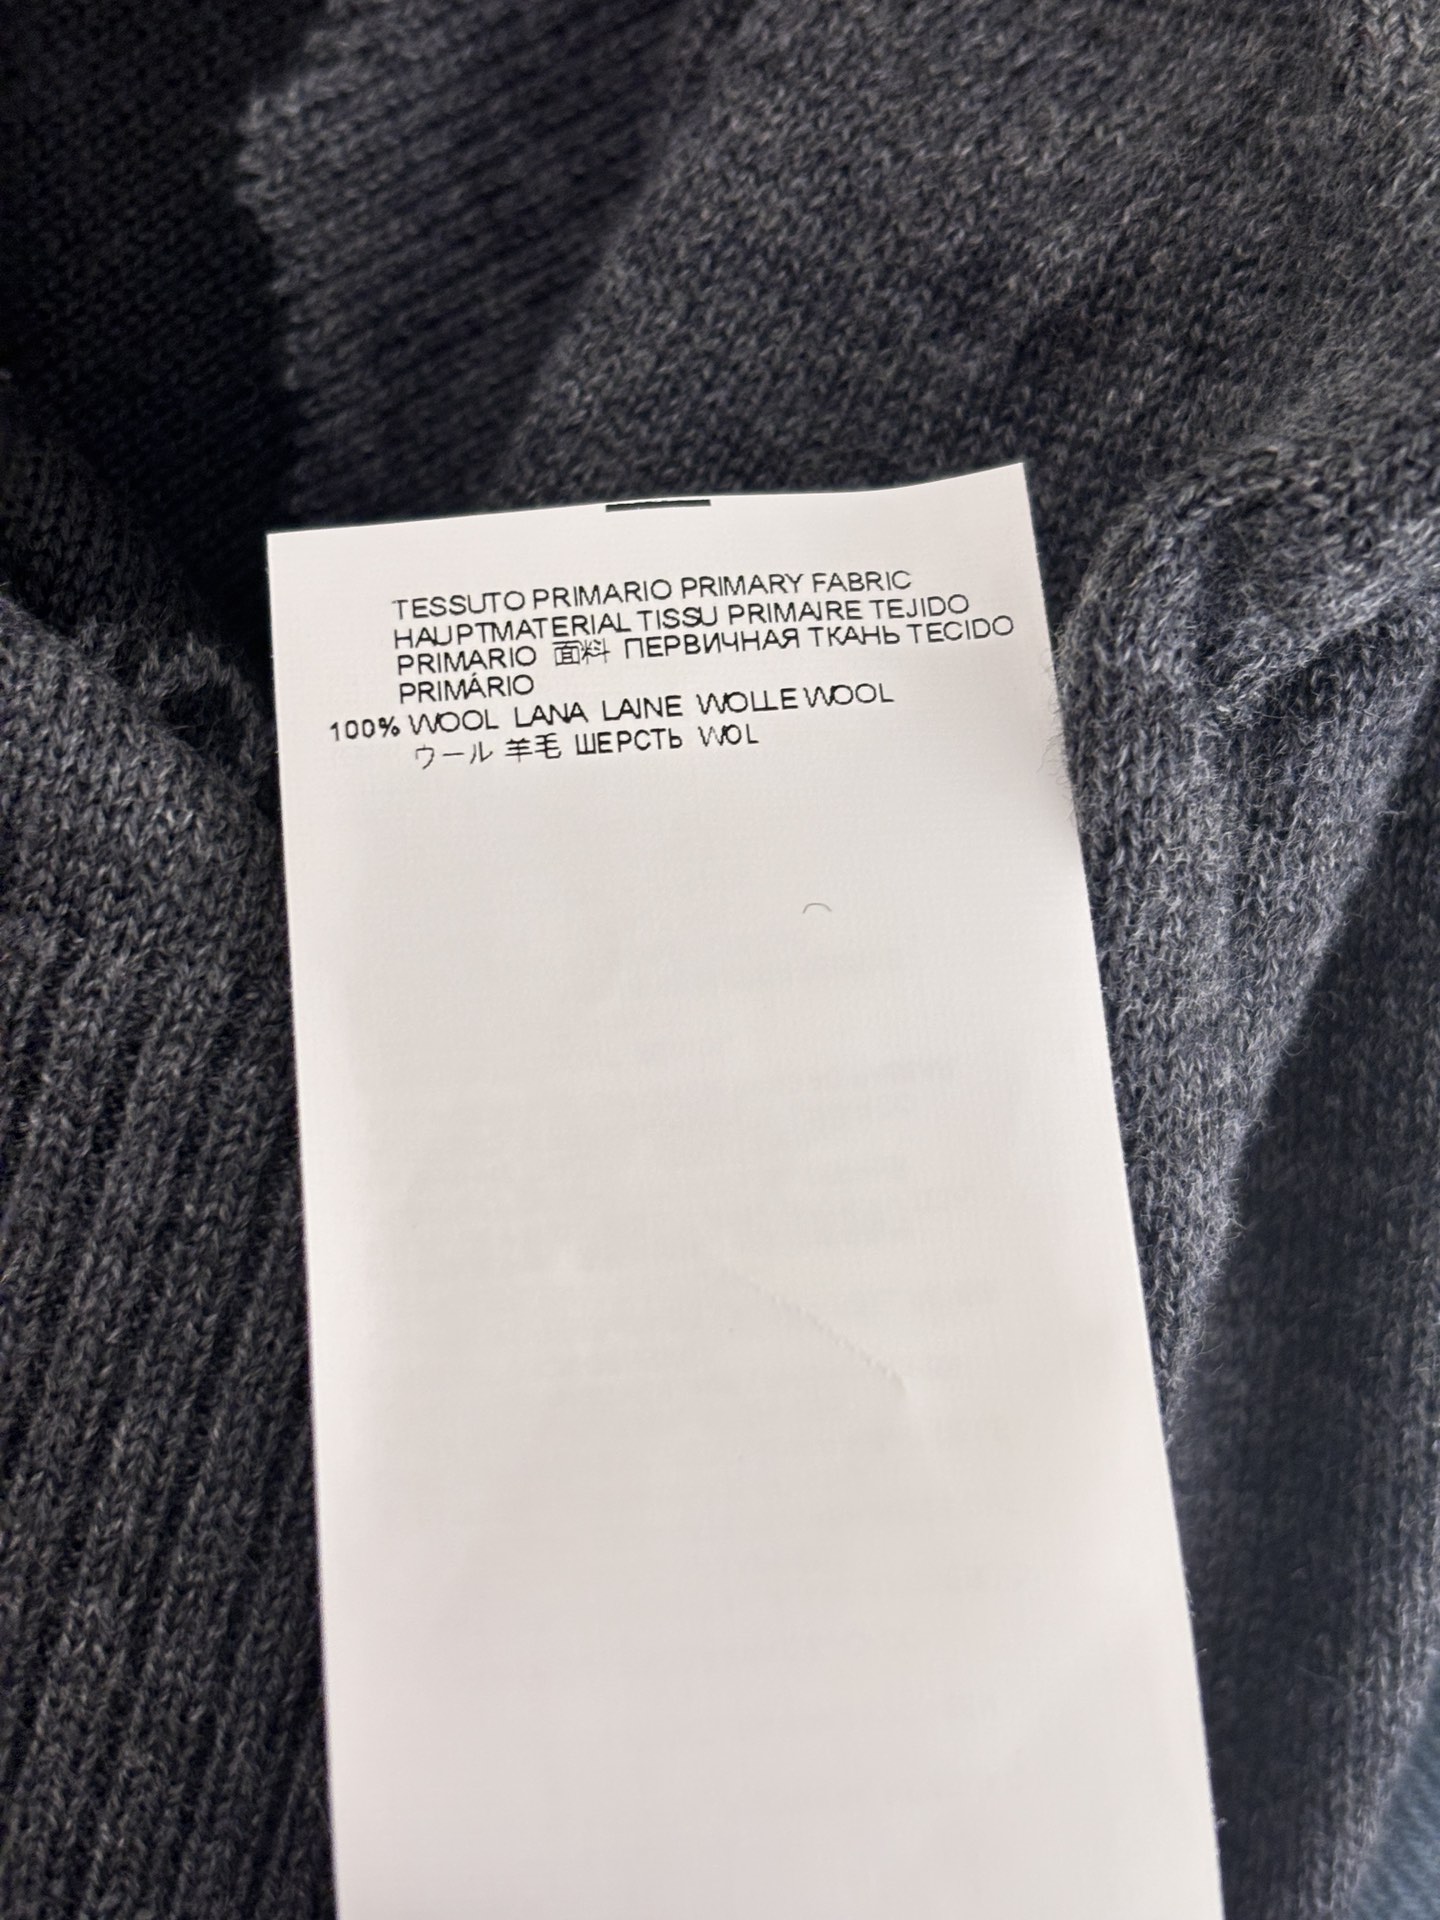 TESSUTO PRIMARIO PRIMARY FABRIC
HAUPTMATERIAL TISSU PRIMAIRE TEJIDO
PRIMARIO 面料 ПЕРВИЧНАЯ ТКАНЬ TECIDO
PRIMÁRIO
100% WOOL LANA LAINE WOLLE WOOL
ウール 羊毛 ШЕРСТЬ WOL